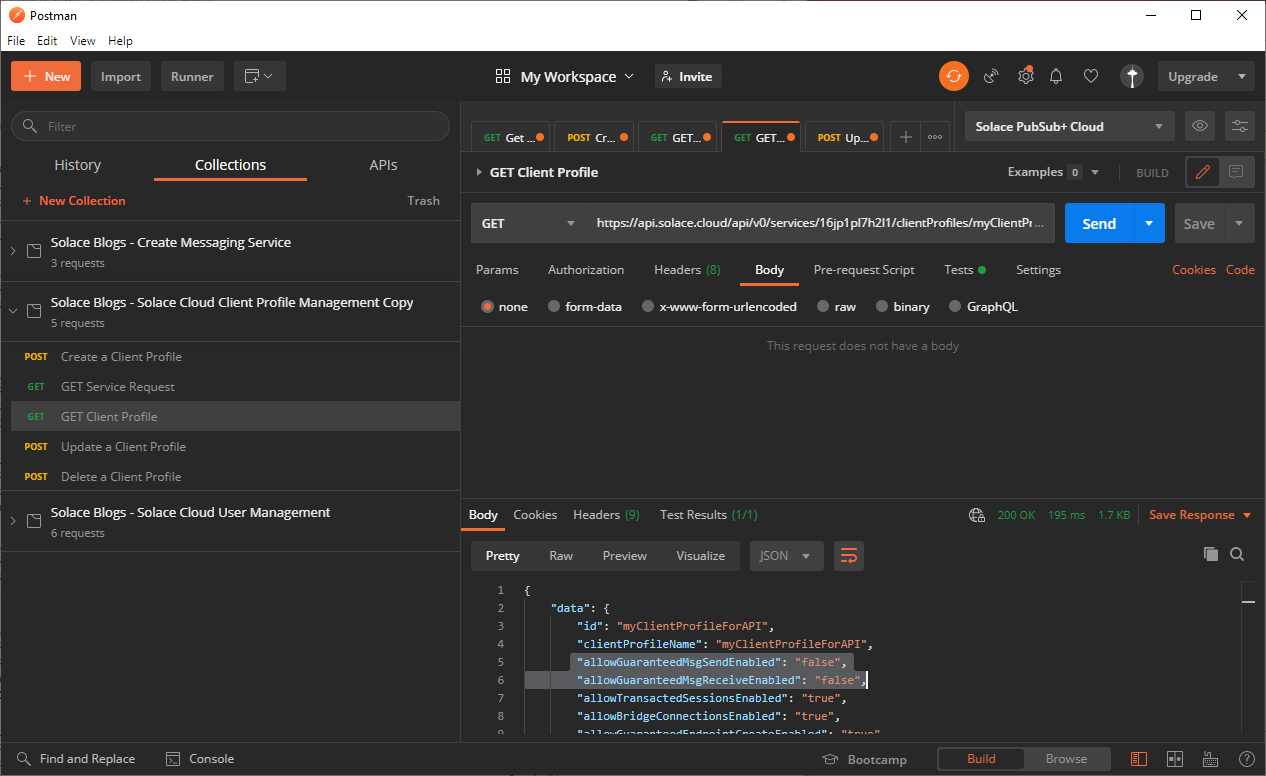 Postman
File Edit View Help
New Import Runner My Workspace Invite Upgrade
Filter
History Collections APIs
New Collection Trash
Solace Blogs - Create Messaging Service
3 requests
Solace Blogs - Solace Cloud Client Profile Management Copy
5 requests
POST Create a Client Profile
GET Service Request
GET Client Profile
POST Update a Client Profile
POST Delete a Client Profile
Solace Blogs - Solace Cloud User Management
6 requests
GET Get ... POST Cr... GET GET... GET GET... POST Up... Solace PubSub+ Cloud
GET Client Profile Examples 0 BUILD
GET https://api.solace.cloud/api/v0/services/16jp1pl7h2l1/clientProfiles/myClientPr... Send Save
Params Authorization Headers (8) Body Pre-request Script Tests Settings Cookies Code
none form-data x-www-form-urlencoded raw binary GraphQL
This request does not have a body
Body Cookies Headers (9) Test Results (1/1) 200 OK 195 ms 1.7 KB Save Response
Pretty Raw Preview Visualize JSON
1 {
2 "data": {
3 "id": "myClientProfileForAPI",
4 "clientProfileName": "myClientProfileForAPI",
5 "allowGuaranteedMsgSendEnabled": "false",
6 "allowGuaranteedMsgReceiveEnabled": "false",
7 "allowTransactedSessionsEnabled": "true",
8 "allowBridgeConnectionsEnabled": "true",
9 "allowGuaranteedEndpointCreateEnabled": "true"
Find and Replace Console Bootcamp Build Browse